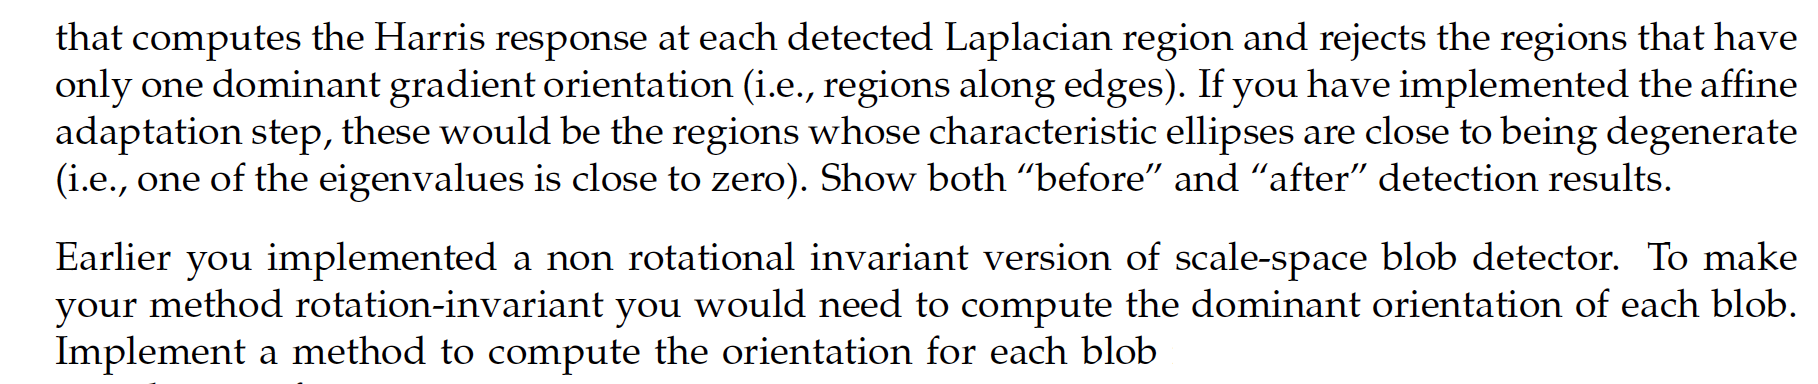 that computes the Harris response at each detected Laplacian region and rejects the regions that have
only one dominant gradient orientation (i.e., regions along edges). If you have implemented the affine
adaptation step, these would be the regions whose characteristic ellipses are close to being degenerate
(i.e., one of the eigenvalues is close to zero). Show both “before” and “after” detection results.
Earlier you implemented a non rotational invariant version of scale-space blob detector. To make
your method rotation-invariant you would need to compute the dominant orientation of each blob.
Implement a method to compute the orientation for each blob